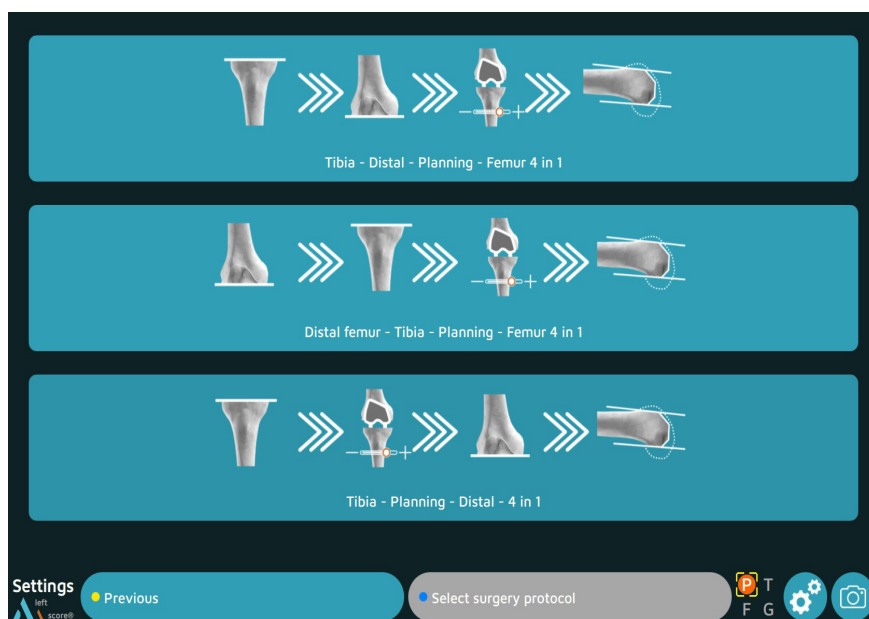 Tibia - Distal - Planning - Femur 4 in 1
Distal femur - Tibia - Planning - Femur 4 in 1
Tibia - Planning - Distal - 4 in 1
Settings
left
score®
Previous
Select surgery protocol
P T
F G